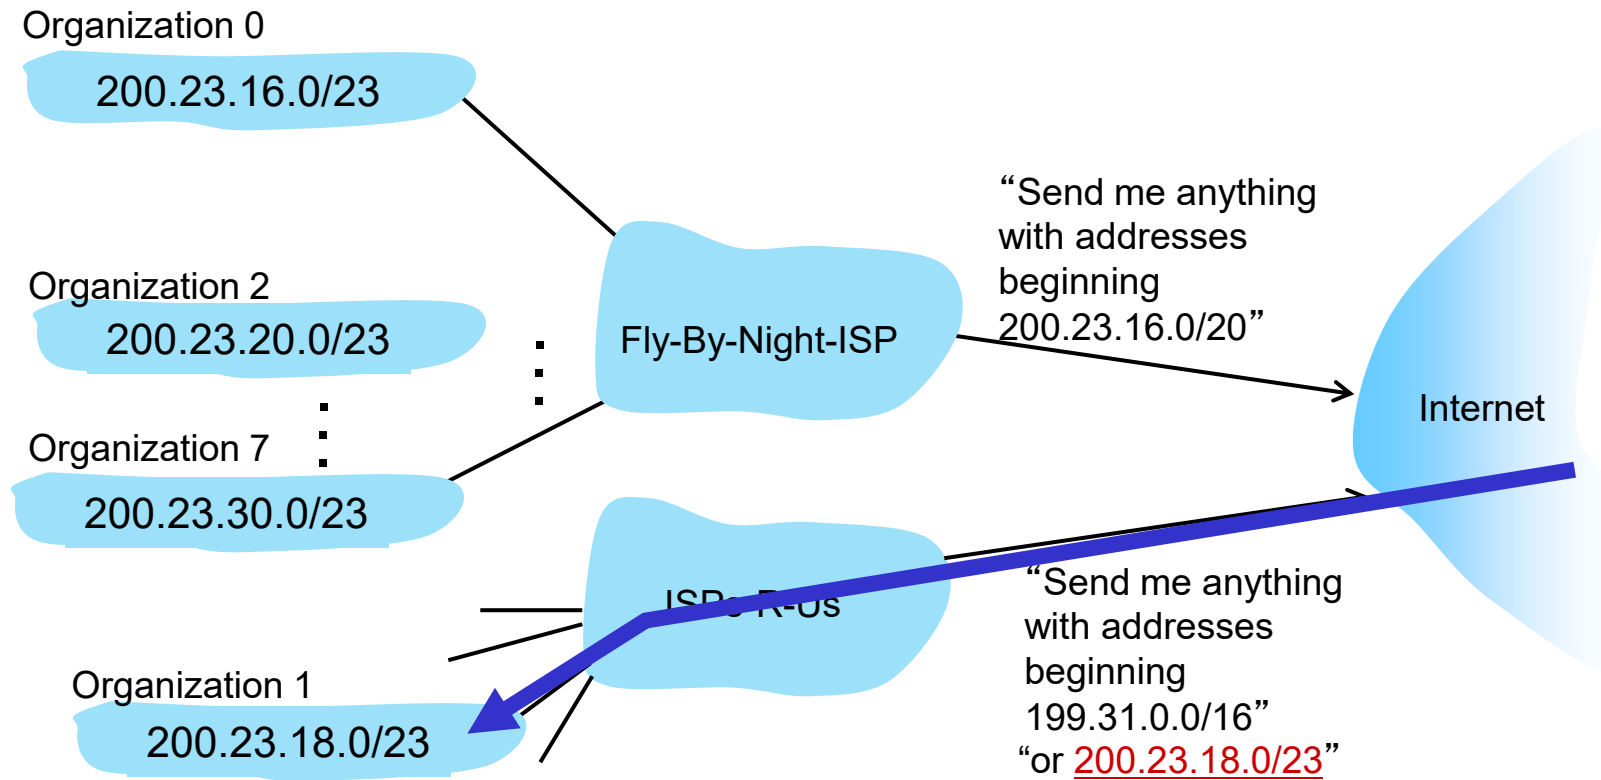 Organization 0
200.23.16.0/23
“Send me anything
with addresses
beginning
200.23.16.0/20”
Organization 2
200.23.20.0/23
Fly-By-Night-ISP
Internet
Organization 7
200.23.30.0/23
ISPs-R-Us
“Send me anything
with addresses
beginning
199.31.0.0/16”
“or 200.23.18.0/23”
Organization 1
200.23.18.0/23